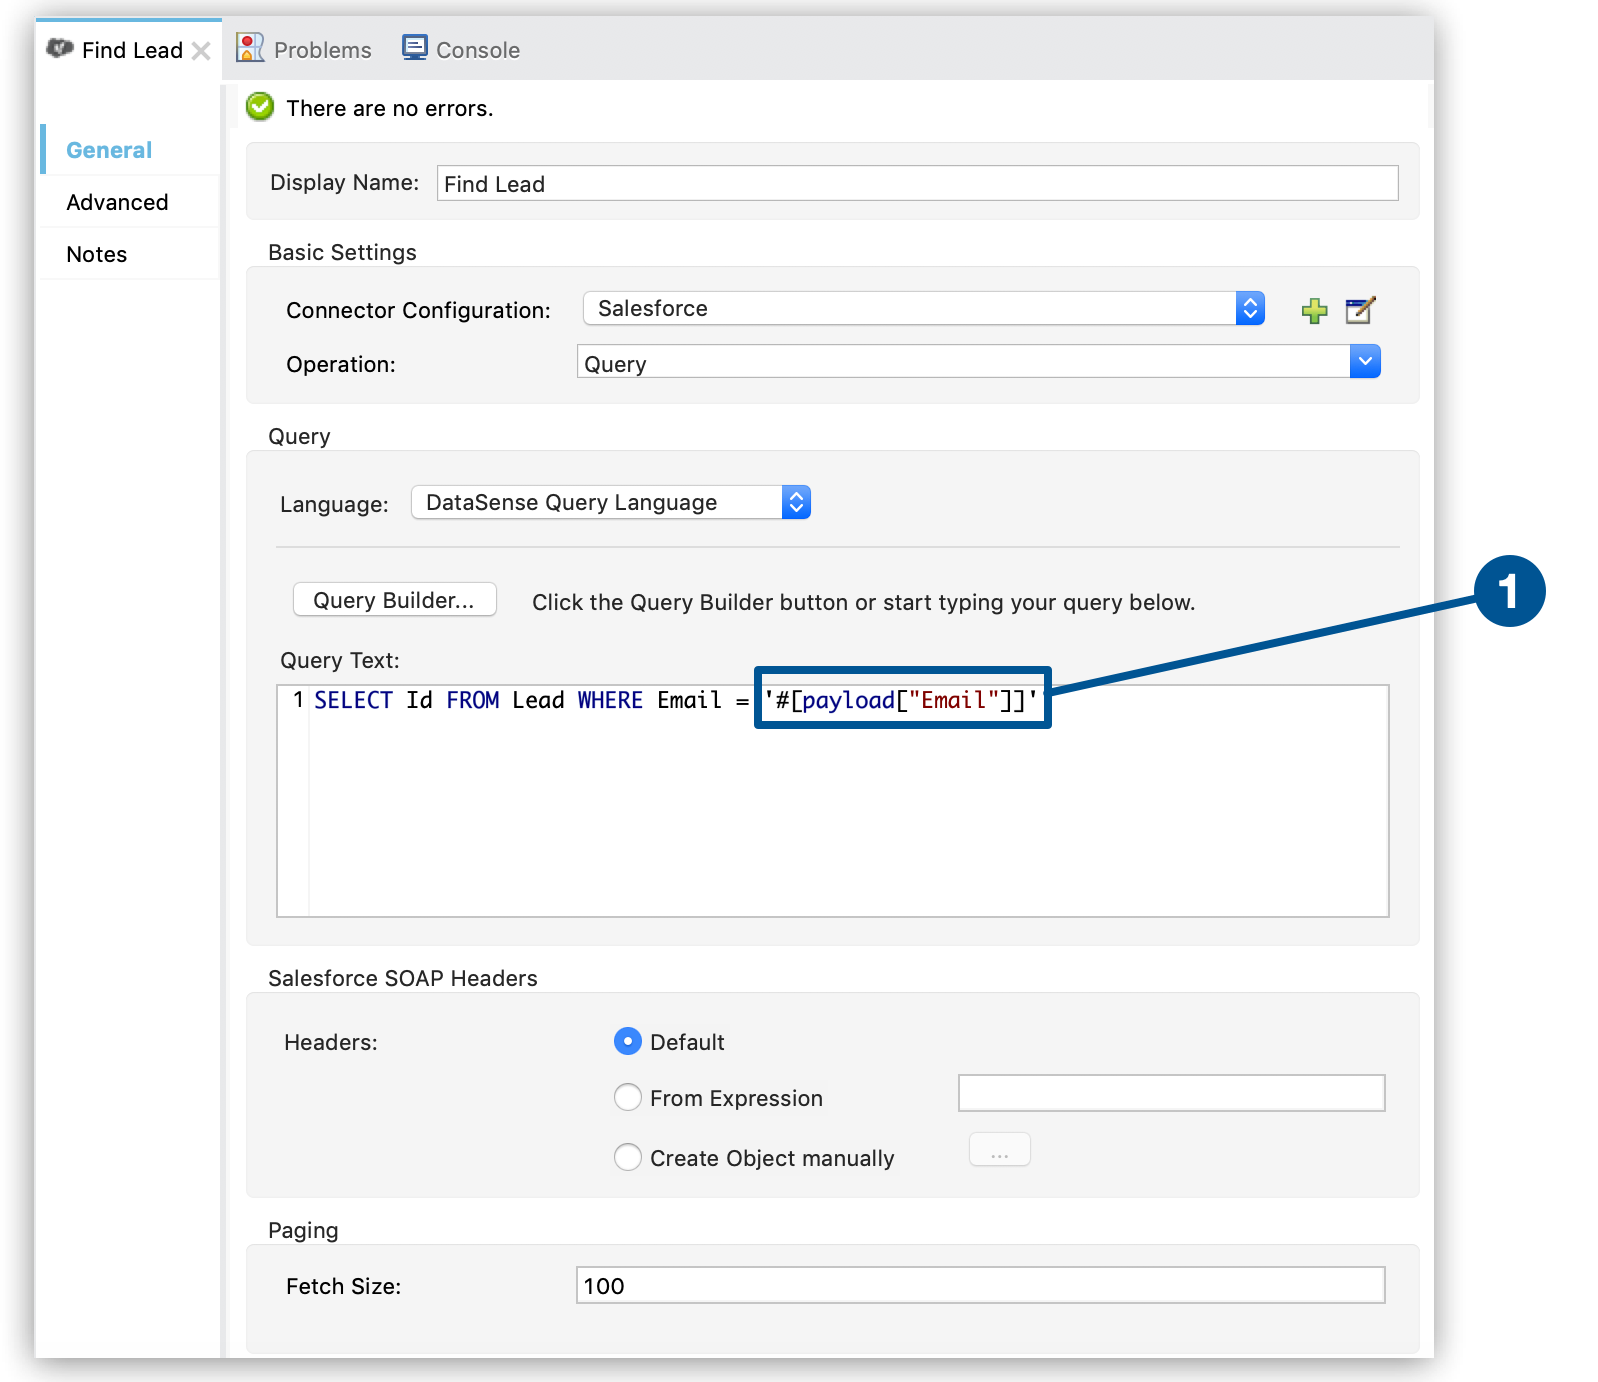 Find Lead
Problems
Console
There are no errors.
General
Advanced
Notes
Display Name: Find Lead
Basic Settings
Connector Configuration: Salesforce
Operation: Query
Query
Language: DataSense Query Language
Query Builder... Click the Query Builder button or start typing your query below.
1
Query Text:
1 SELECT Id FROM Lead WHERE Email = '#[payload["Email"]]'
Salesforce SOAP Headers
Headers: Default
From Expression
Create Object manually ...
Paging
Fetch Size: 100